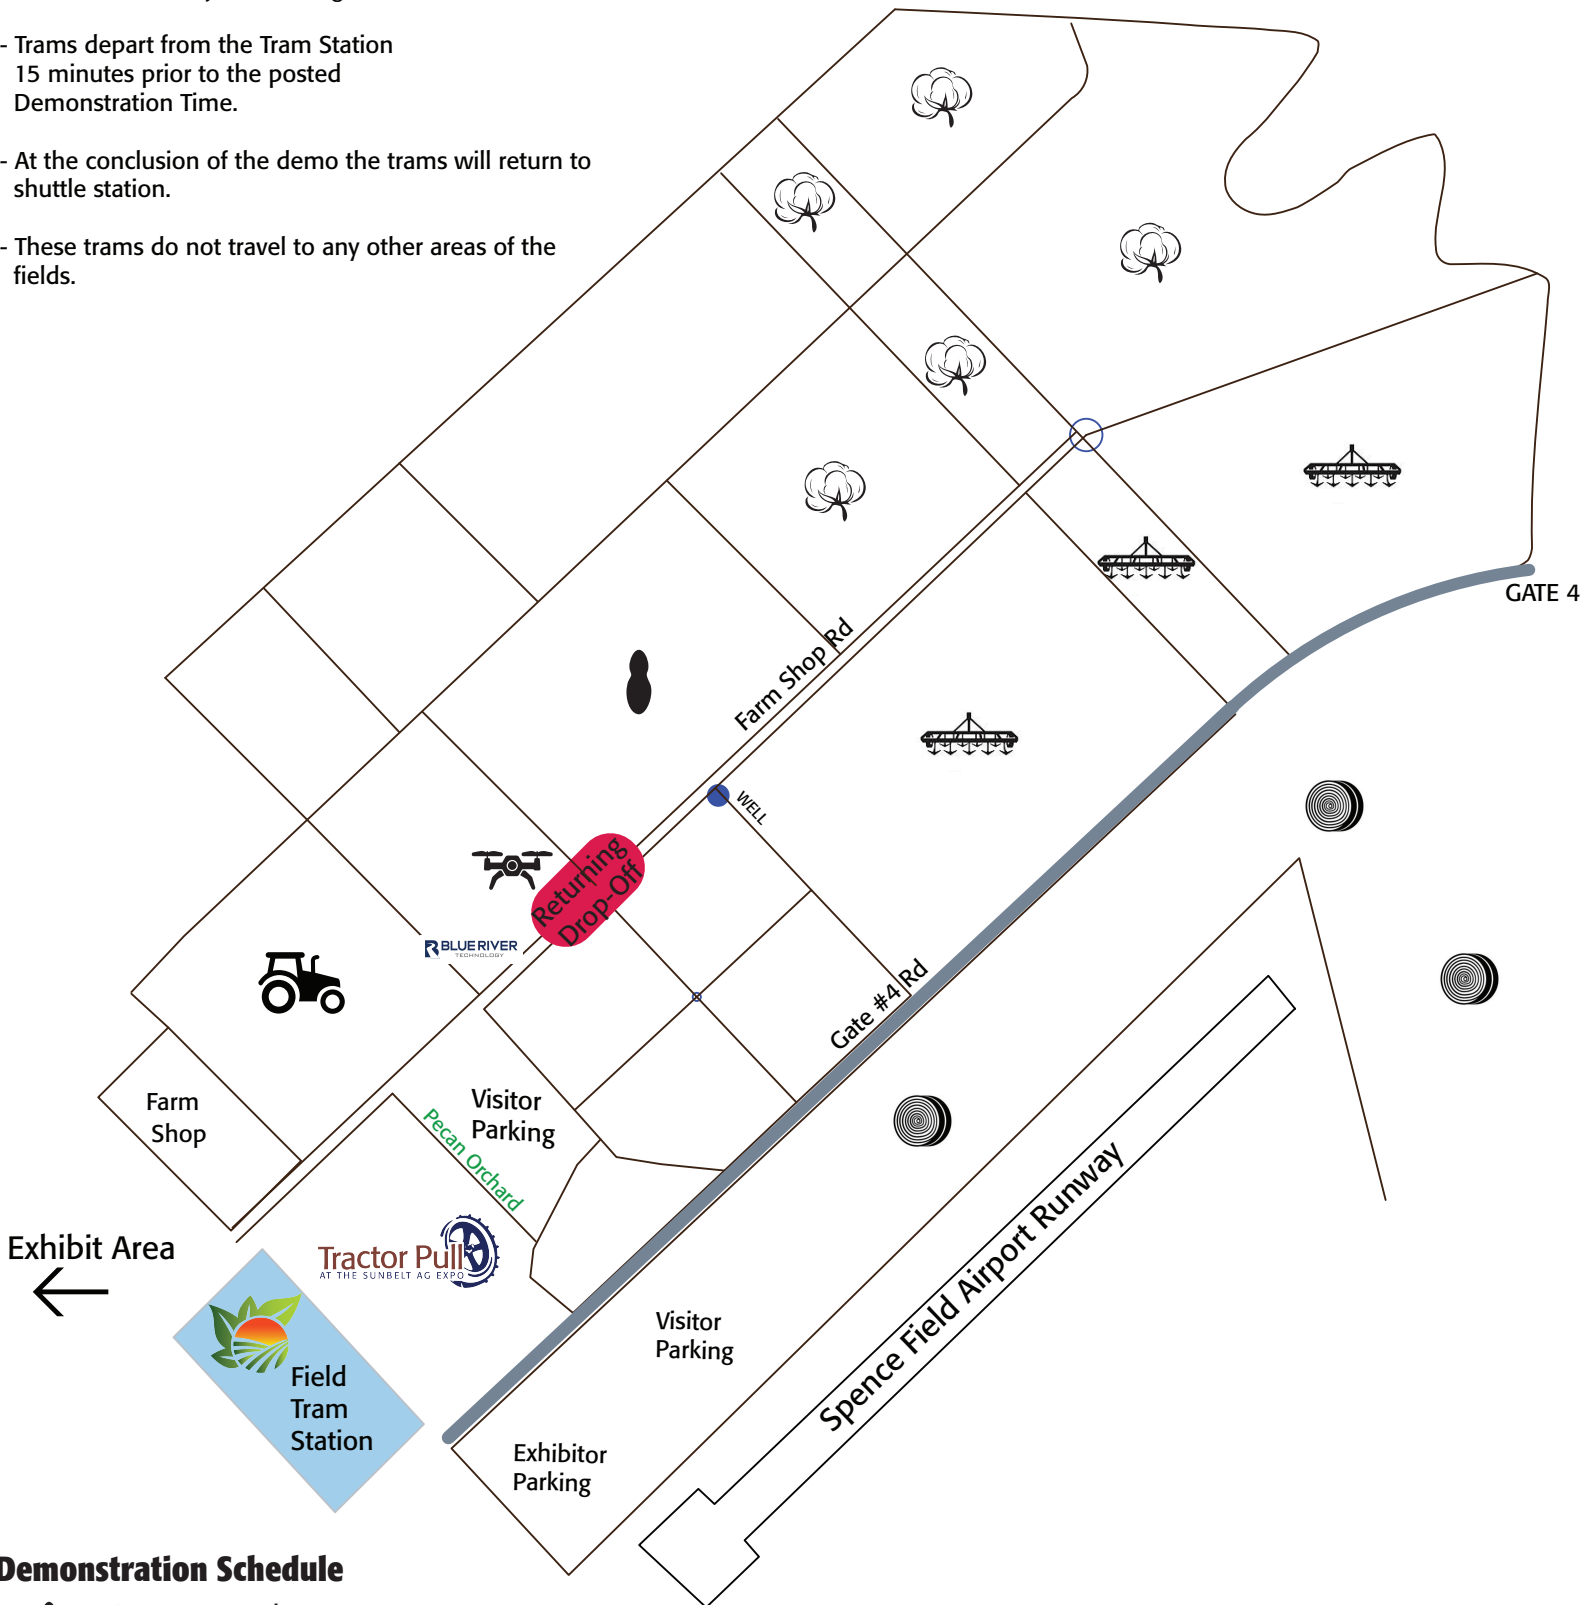 - Trams depart from the Tram Station
15 minutes prior to the posted
Demonstration Time.
- At the conclusion of the demo the trams will return to
shuttle station.
- These trams do not travel to any other areas of the
fields.
GATE 4
Farm Shop Rd
WELL
Returning
Drop-Off
BLUE RIVER
TECHNOLOGY
Gate #4 Rd
Farm
Shop
Visitor
Parking
Pecan Orchard
Exhibit Area
Tractor Pull
AT THE SUNBELT AG EXPO
Spence Field Airport Runway
Visitor
Parking
Field
Tram
Station
Exhibitor
Parking
Demonstration Schedule